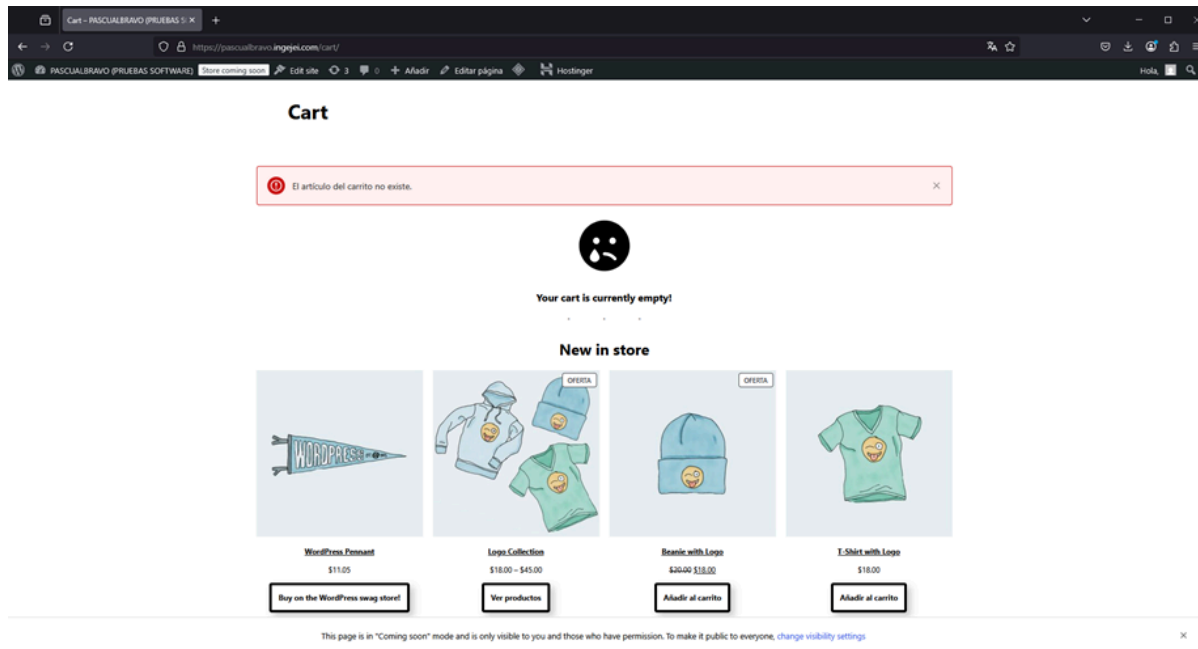 Cart – PASCUALBRAVO (PRUEBAS S
https://pascualbravo.ingejei.com/cart/
PASCUALBRAVO (PRUEBAS SOFTWARE) Store coming soon Edit site 3 0 Añadir Editar página Hostinger Hola,
Cart
El artículo del carrito no existe.
Your cart is currently empty!
New in store
OFERTA OFERTA
WORDPRESS
WordPress Pennant Logo Collection Beanie with Logo T-Shirt with Logo
$11.05 $18.00 – $45.00 $20.00 $18.00 $18.00
Buy on the WordPress swag store! Ver productos Añadir al carrito Añadir al carrito
This page is in "Coming soon" mode and is only visible to you and those who have permission. To make it public to everyone, change visibility settings